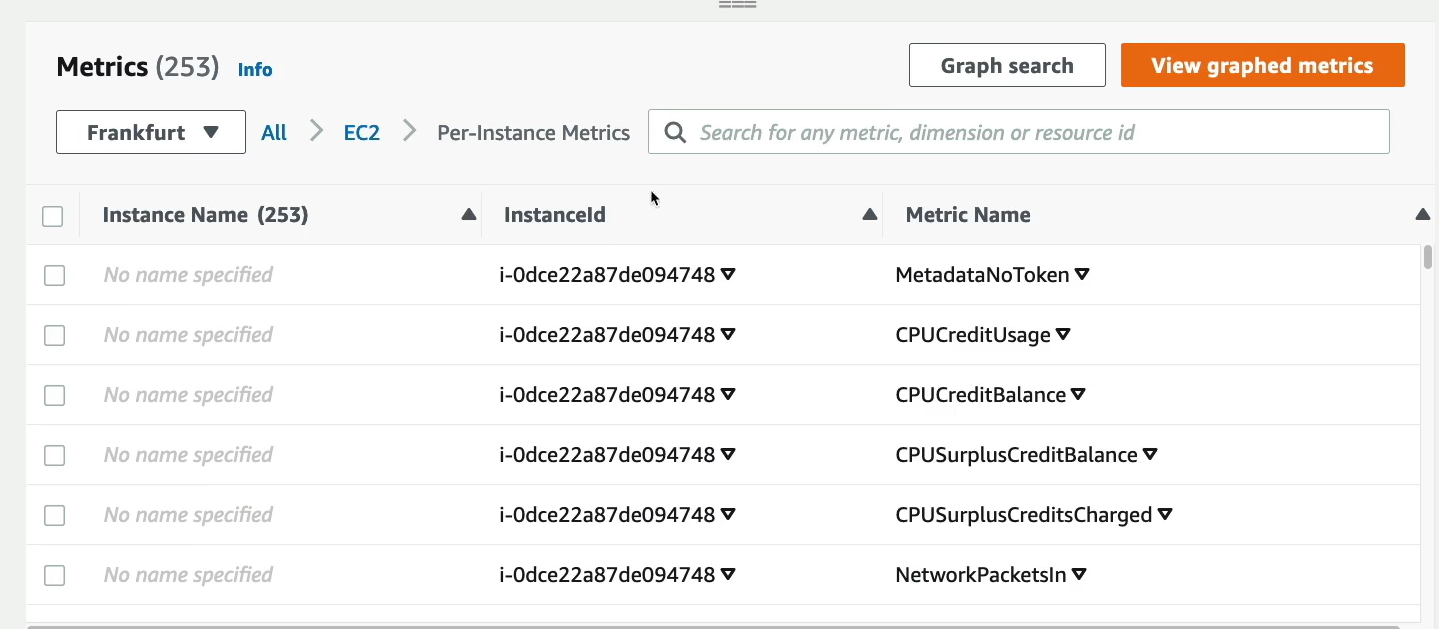 Metrics (253) Info Graph search View graphed metrics
Frankfurt All EC2 Per-Instance Metrics Search for any metric, dimension or resource id
Instance Name (253) InstanceId Metric Name
No name specified i-0dce22a87de094748 MetadataNoToken
No name specified i-0dce22a87de094748 CPUCreditUsage
No name specified i-0dce22a87de094748 CPUCreditBalance
No name specified i-0dce22a87de094748 CPUSurplusCreditBalance
No name specified i-0dce22a87de094748 CPUSurplusCreditsCharged
No name specified i-0dce22a87de094748 NetworkPacketsIn